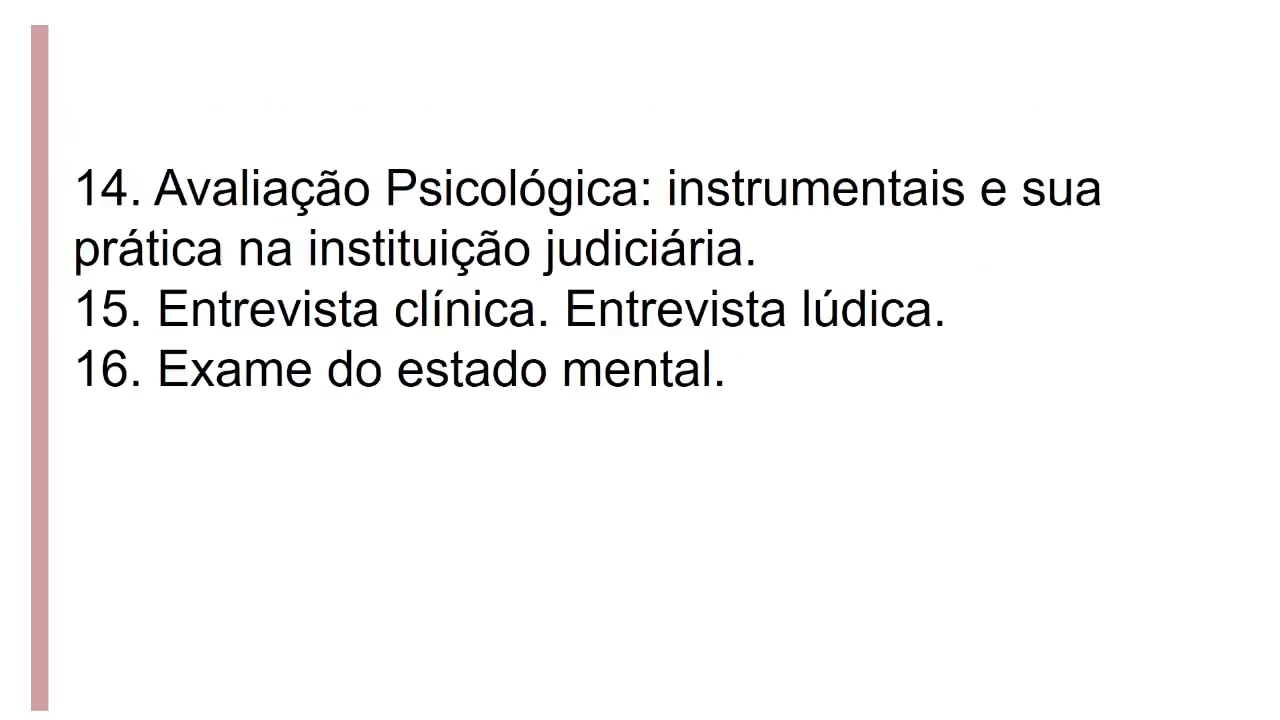 14. Avaliação Psicológica: instrumentais e sua
prática na instituição judiciária.
15. Entrevista clínica. Entrevista lúdica.
16. Exame do estado mental.